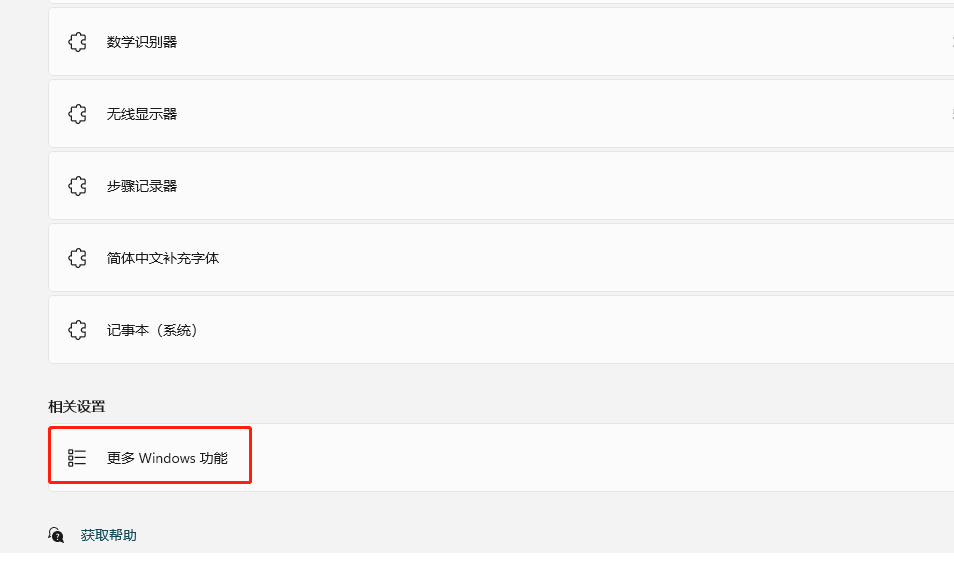 数学识别器
无线显示器
步骤记录器
简体中文补充字体
记事本（系统）
相关设置
更多 Windows 功能
获取帮助